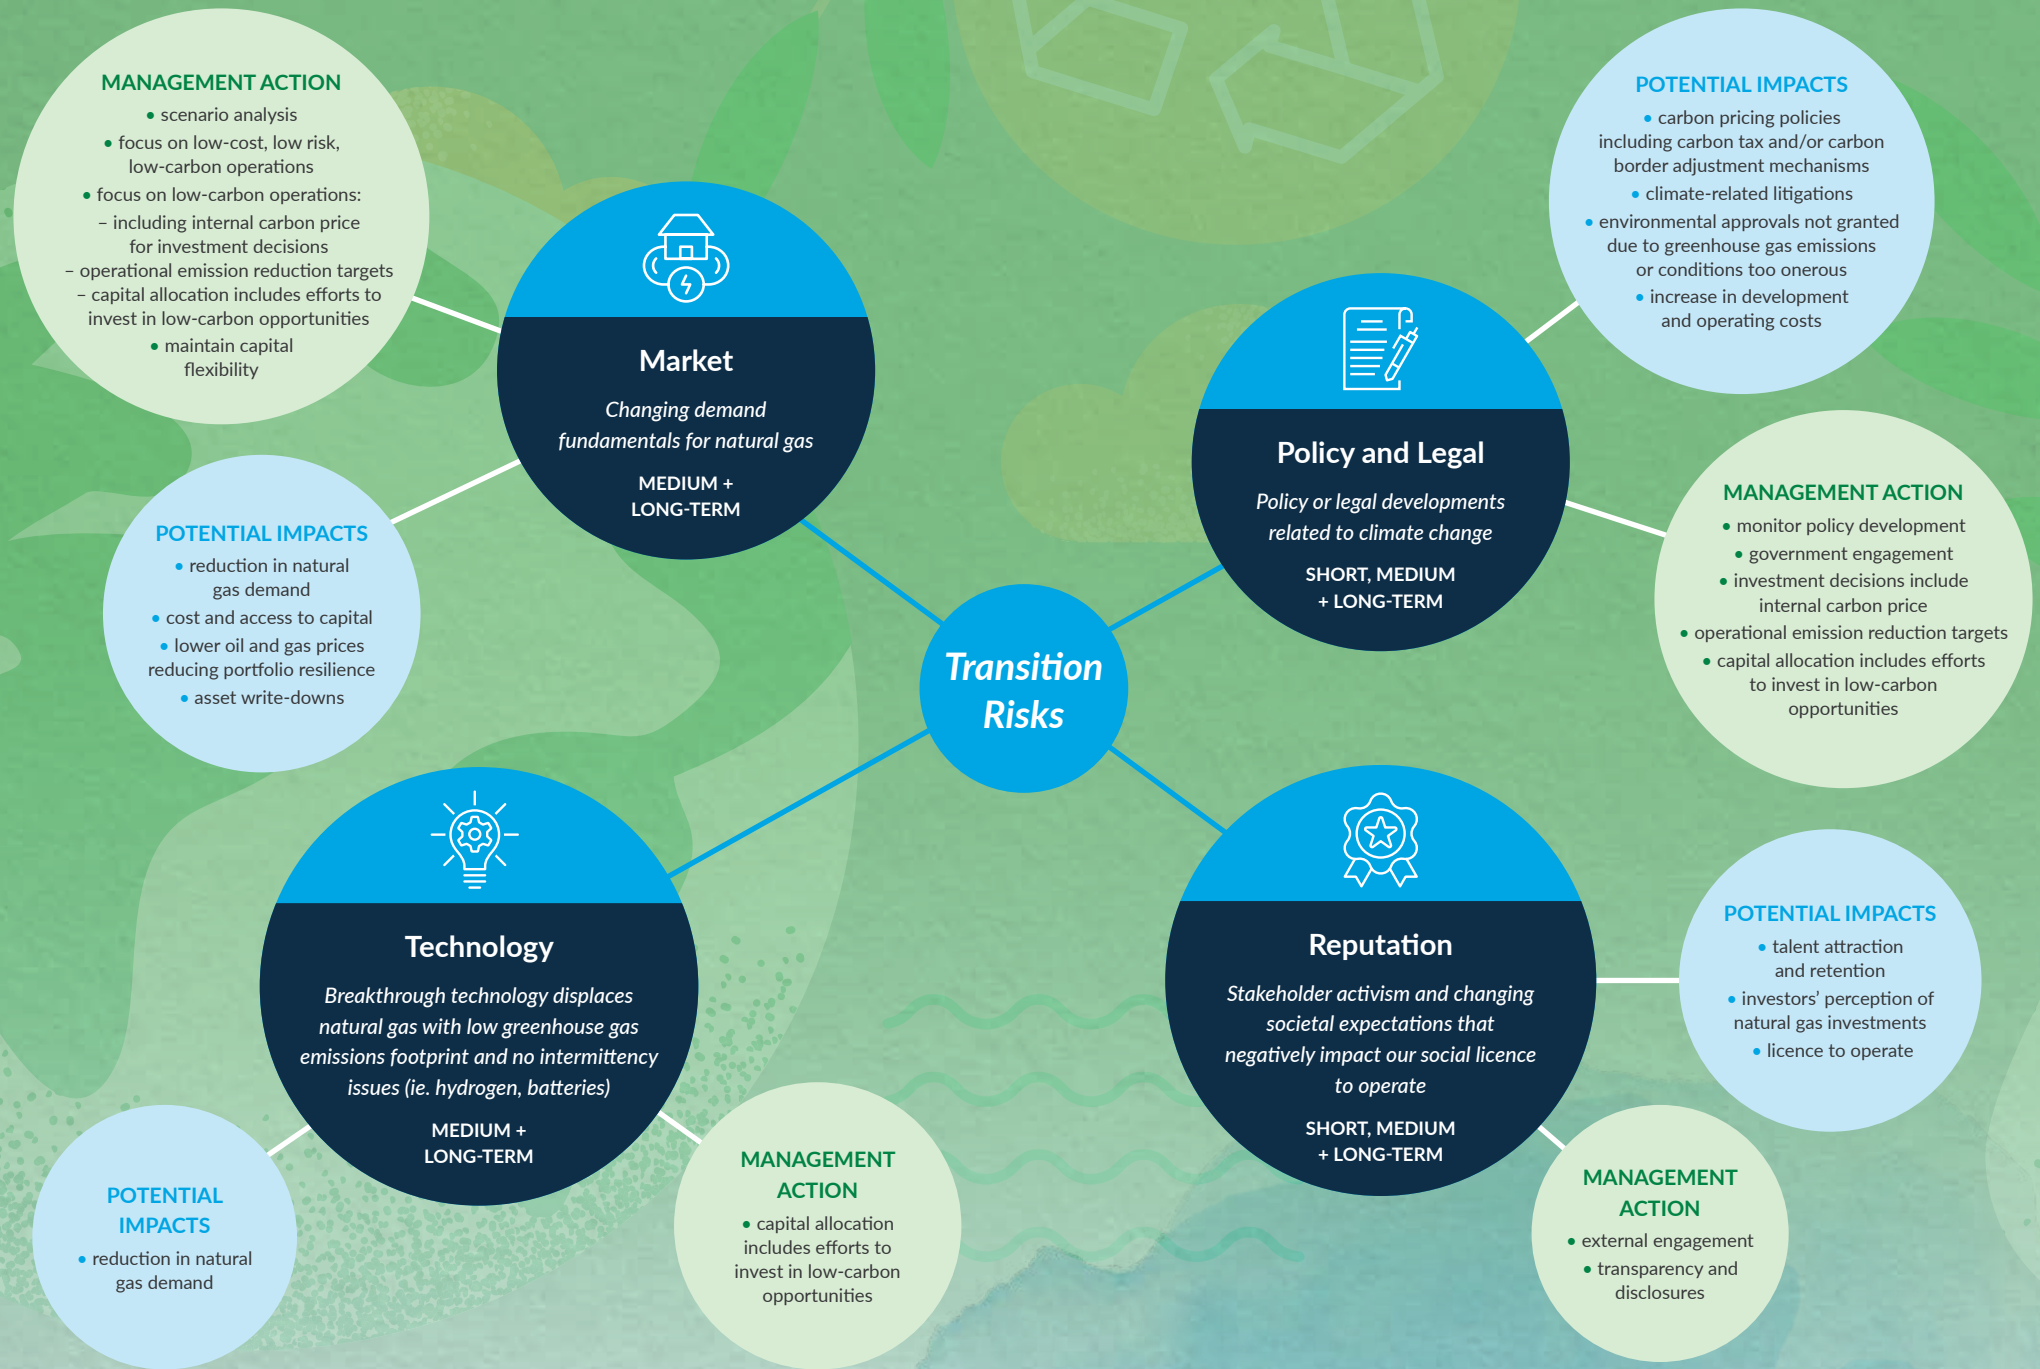 MANAGEMENT ACTION
• scenario analysis
• focus on low-cost, low risk,
low-carbon operations
• focus on low-carbon operations:
– including internal carbon price
for investment decisions
– operational emission reduction targets
– capital allocation includes efforts to
invest in low-carbon opportunities
• maintain capital
flexibility
Market
Changing demand
fundamentals for natural gas
MEDIUM +
LONG-TERM
POTENTIAL IMPACTS
• reduction in natural
gas demand
• cost and access to capital
• lower oil and gas prices
reducing portfolio resilience
• asset write-downs
POTENTIAL IMPACTS
• carbon pricing policies
including carbon tax and/or carbon
border adjustment mechanisms
• climate-related litigations
• environmental approvals not granted
due to greenhouse gas emissions
or conditions too onerous
• increase in development
and operating costs
Policy and Legal
Policy or legal developments
related to climate change
SHORT, MEDIUM
+ LONG-TERM
MANAGEMENT ACTION
• monitor policy development
• government engagement
• investment decisions include
internal carbon price
• operational emission reduction targets
• capital allocation includes efforts
to invest in low-carbon
opportunities
Transition
Risks
Technology
Breakthrough technology displaces
natural gas with low greenhouse gas
emissions footprint and no intermittency
issues (ie. hydrogen, batteries)
MEDIUM +
LONG-TERM
POTENTIAL
IMPACTS
• reduction in natural
gas demand
MANAGEMENT
ACTION
• capital allocation
includes efforts to
invest in low-carbon
opportunities
Reputation
Stakeholder activism and changing
societal expectations that
negatively impact our social licence
to operate
SHORT, MEDIUM
+ LONG-TERM
POTENTIAL IMPACTS
• talent attraction
and retention
• investors’ perception of
natural gas investments
• licence to operate
MANAGEMENT
ACTION
• external engagement
• transparency and
disclosures